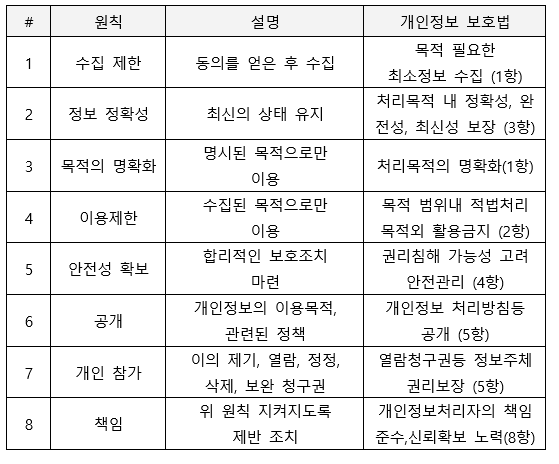 # 원칙 설명 개인정보 보호법
1 수집 제한 동의를 얻은 후 수집 목적 필요한
최소정보 수집 (1항)
2 정보 정확성 최신의 상태 유지 처리목적 내 정확성, 완
전성, 최신성 보장 (3항)
3 목적의 명확화 명시된 목적으로만
이용 처리목적의 명확화(1항)
4 이용제한 수집된 목적으로만
이용 목적 범위내 적법처리
목적외 활용금지 (2항)
5 안전성 확보 합리적인 보호조치
마련 권리침해 가능성 고려
안전관리 (4항)
6 공개 개인정보의 이용목적,
관련된 정책 개인정보 처리방침등
공개 (5항)
7 개인 참가 이의 제기, 열람, 정정,
삭제, 보완 청구권 열람청구권등 정보주체
권리보장 (5항)
8 책임 위 원칙 지켜지도록
제반 조치 개인정보처리자의 책임
준수,신뢰확보 노력(8항)